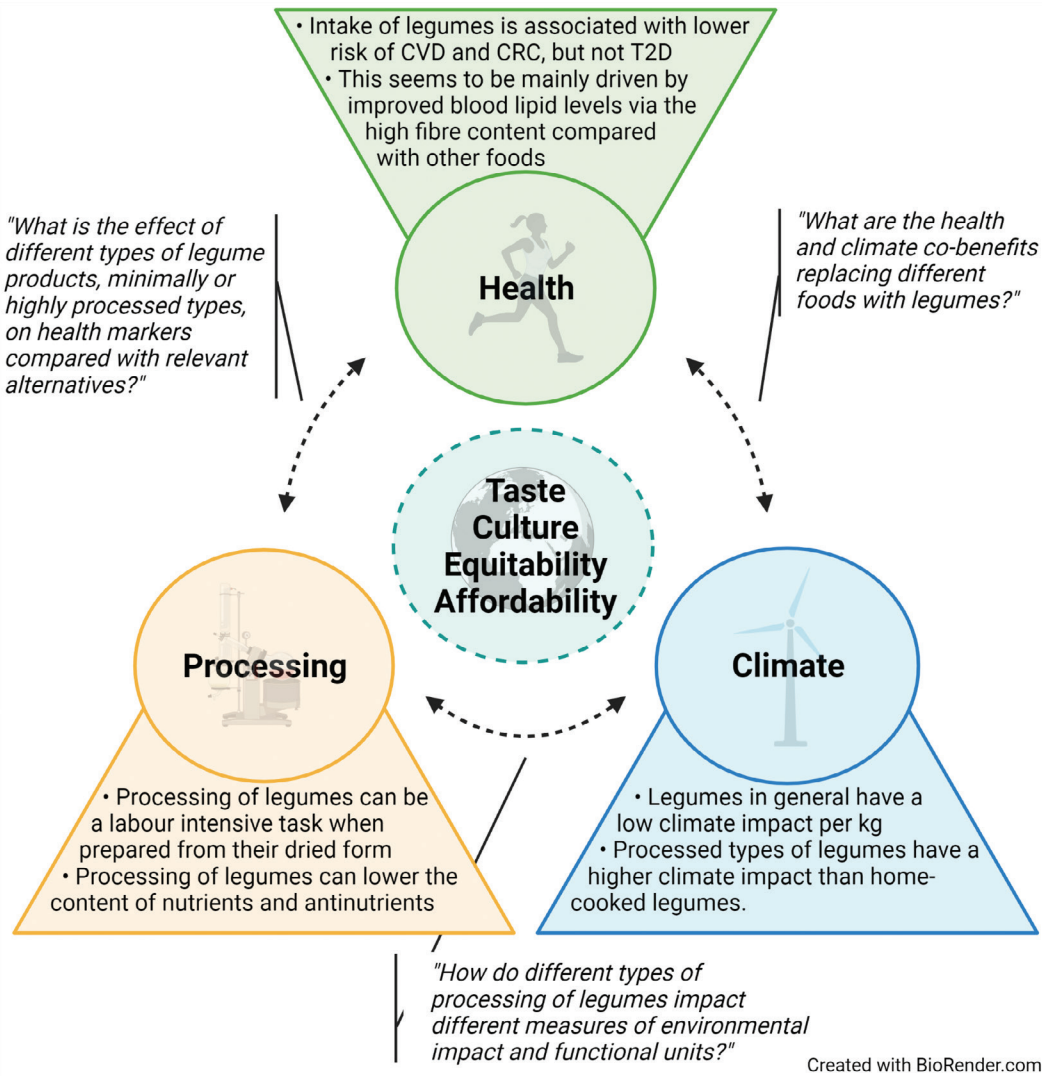 • Intake of legumes is associated with lower
risk of CVD and CRC, but not T2D
• This seems to be mainly driven by
improved blood lipid levels via the
high fibre content compared
with other foods
Health
"What is the effect of
different types of legume
products, minimally or
highly processed types,
on health markers
compared with relevant
alternatives?"
"What are the health
and climate co-benefits
replacing different
foods with legumes?"
Taste
Culture
Equitability
Affordability
Processing
• Processing of legumes can be
a labour intensive task when
prepared from their dried form
• Processing of legumes can lower the
content of nutrients and antinutrients
Climate
• Legumes in general have a
low climate impact per kg
• Processed types of legumes have a
higher climate impact than home-
cooked legumes.
"How do different types of
processing of legumes impact
different measures of environmental
impact and functional units?"
Created with BioRender.com